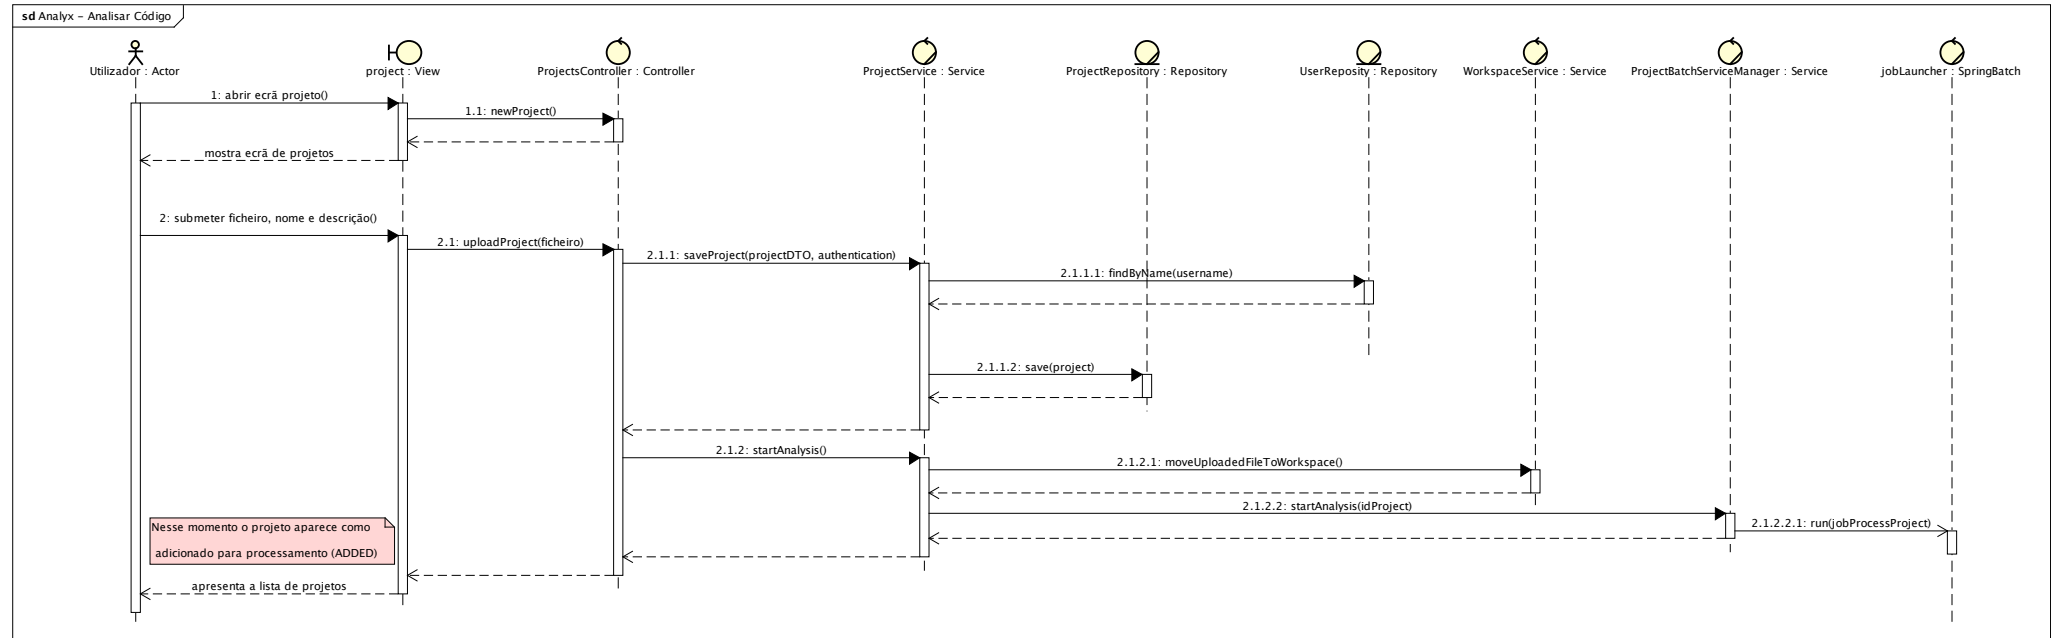 sd Analyx – Analisar Código
Utilizador : Actor
project : View
ProjectsController : Controller
ProjectService : Service
ProjectRepository : Repository
UserReposity : Repository
WorkspaceService : Service
ProjectBatchServiceManager : Service
jobLauncher : SpringBatch
1: abrir ecrã projeto()
1.1: newProject()
mostra ecrã de projetos
2: submeter ficheiro, nome e descrição()
2.1: uploadProject(ficheiro)
2.1.1: saveProject(projectDTO, authentication)
2.1.1.1: findByName(username)
2.1.1.2: save(project)
2.1.2: startAnalysis()
2.1.2.1: moveUploadedFileToWorkspace()
2.1.2.2: startAnalysis(idProject)
2.1.2.2.1: run(jobProcessProject)
Nesse momento o projeto aparece como
adicionado para processamento (ADDED)
apresenta a lista de projetos